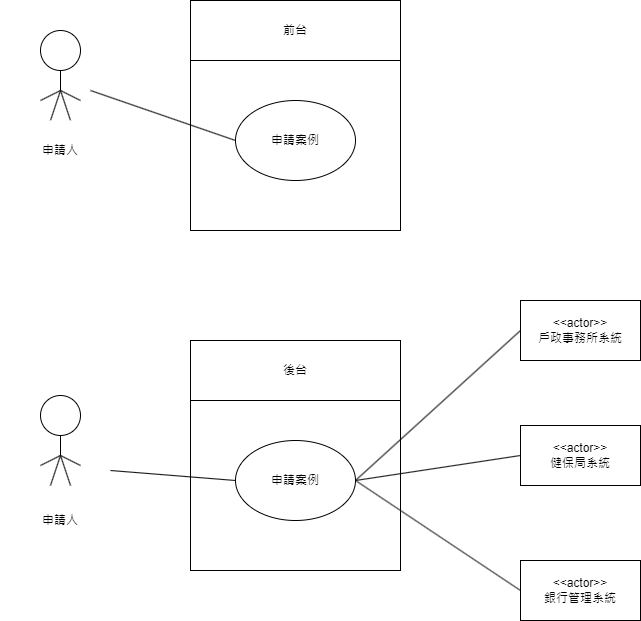 前台
申請案例
申請人
<<actor>>
戶政事務所系統
後台
<<actor>>
健保局系統
申請案例
申請人
<<actor>>
銀行管理系統